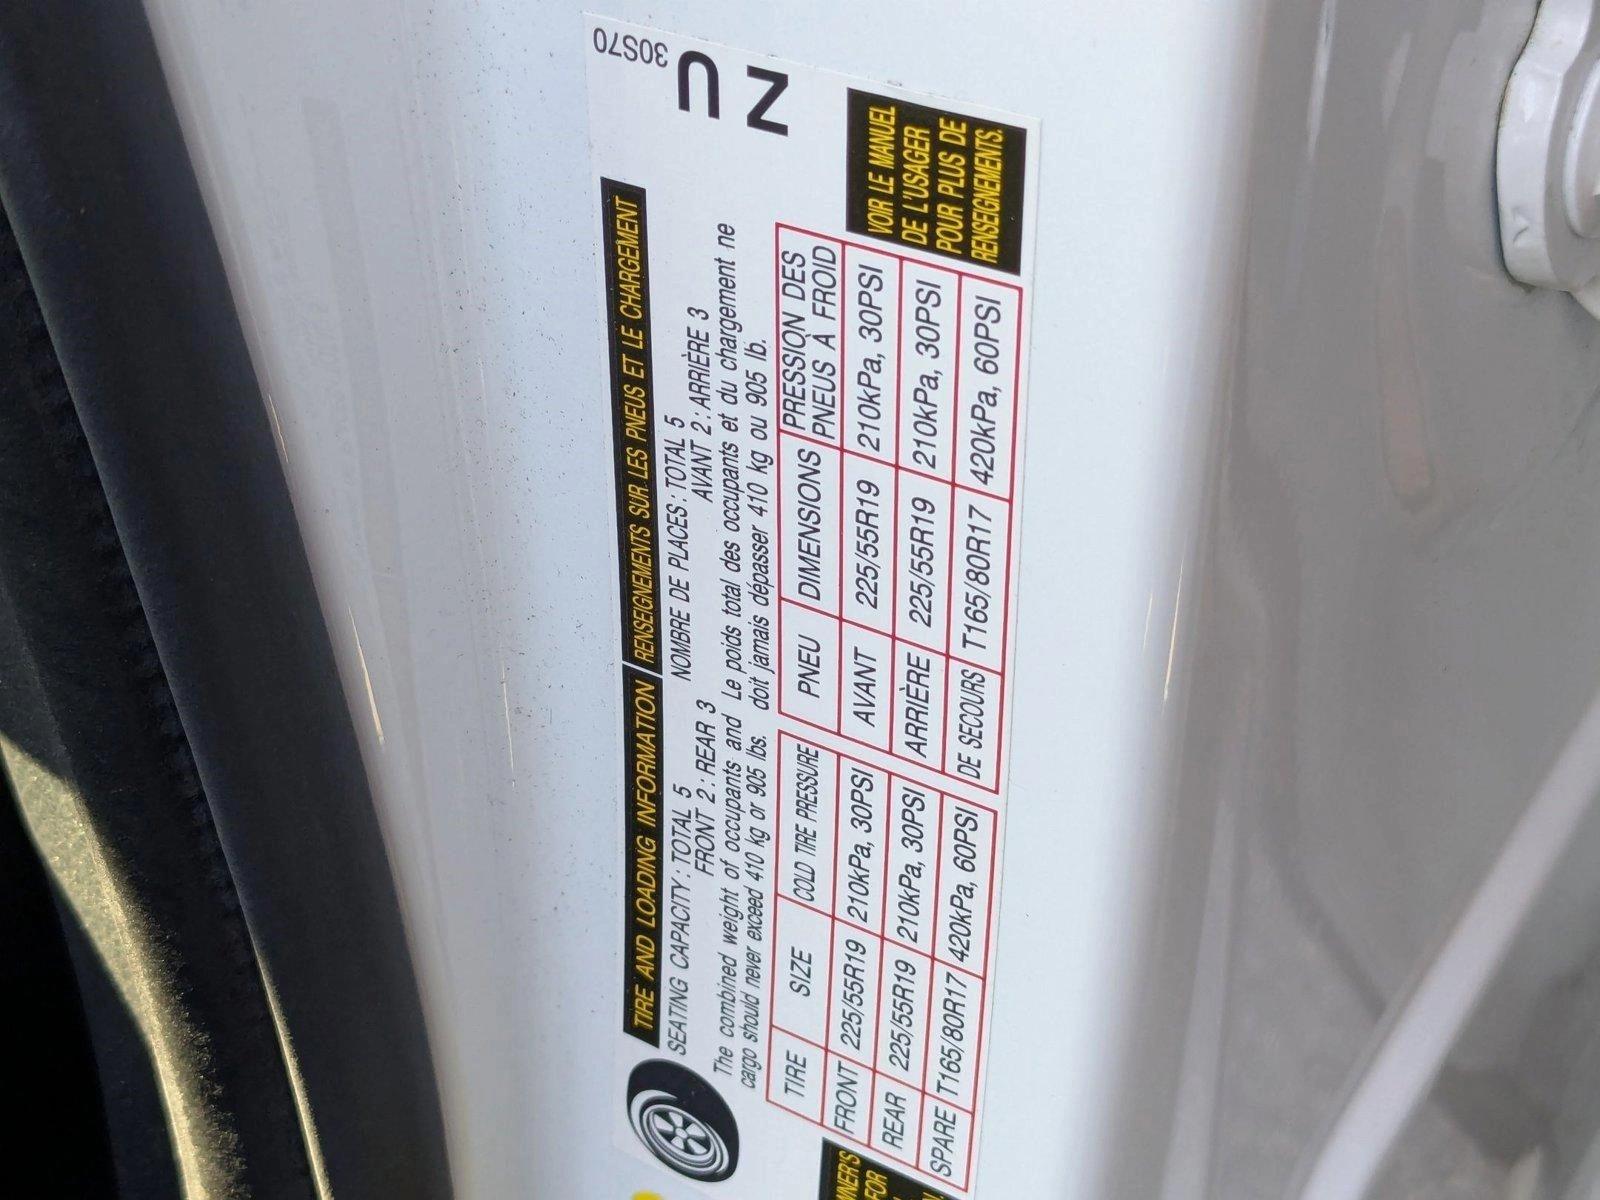 30S70
N
U
TIRE AND LOADING INFORMATION
RENSEIGNEMENTS SUR LES PNEUS ET LE CHARGEMENT
SEATING CAPACITY : TOTAL 5
FRONT 2 : REAR 3
The combined weight of occupants and
cargo should never exceed 410 kg or 905 lbs.
NOMBRE DE PLACES : TOTAL 5
AVANT 2 : ARRIÈRE 3
Le poids total des occupants et du chargement ne
doit jamais dépasser 410 kg ou 905 lb.
TIRE SIZE COLD TIRE PRESSURE
FRONT 225/55R19 210kPa, 30PSI
REAR 225/55R19 210kPa, 30PSI
SPARE T165/80R17 420kPa, 60PSI
PNEU DIMENSIONS PRESSION DES
PNEUS À FROID
AVANT 225/55R19 210kPa, 30PSI
ARRIÈRE 225/55R19 210kPa, 30PSI
DE SECOURS T165/80R17 420kPa, 60PSI
VOIR LE MANUEL
DE L'USAGER
POUR PLUS DE
RENSEIGNEMENTS.
FOR